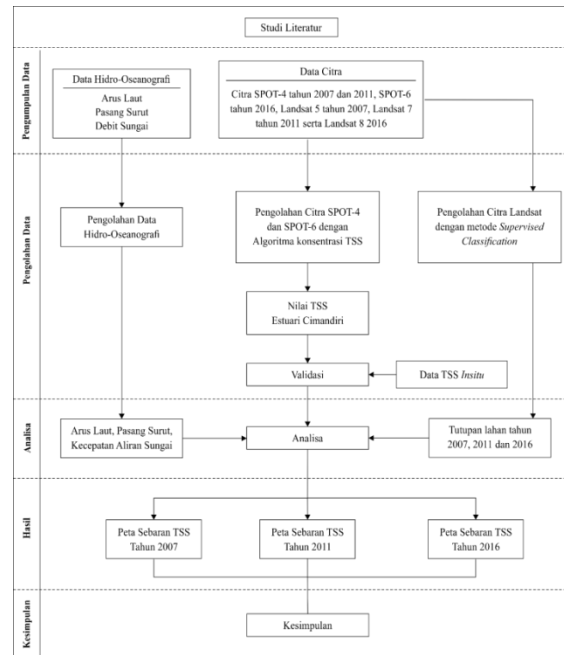 Studi Literatur
Pengumpulan Data
Data Hidro-Oseanografi
Arus Laut
Pasang Surut
Debit Sungai
Data Citra
Citra SPOT-4 tahun 2007 dan 2011, SPOT-6
tahun 2016, Landsat 5 tahun 2007, Landsat 7
tahun 2011 serta Landsat 8 2016
Pengolahan Data
Pengolahan Data
Hidro-Oseanografi
Pengolahan Citra SPOT-4
dan SPOT-6 dengan
Algoritma konsentrasi TSS
Pengolahan Citra Landsat
dengan metode Supervised
Classification
Nilai TSS
Estuari Cimandiri
Validasi
Data TSS Insitu
Analisa
Arus Laut, Pasang Surut,
Kecepatan Aliran Sungai
Analisa
Tutupan lahan tahun
2007, 2011 dan 2016
Hasil
Peta Sebaran TSS
Tahun 2007
Peta Sebaran TSS
Tahun 2011
Peta Sebaran TSS
Tahun 2016
Kesimpulan
Kesimpulan